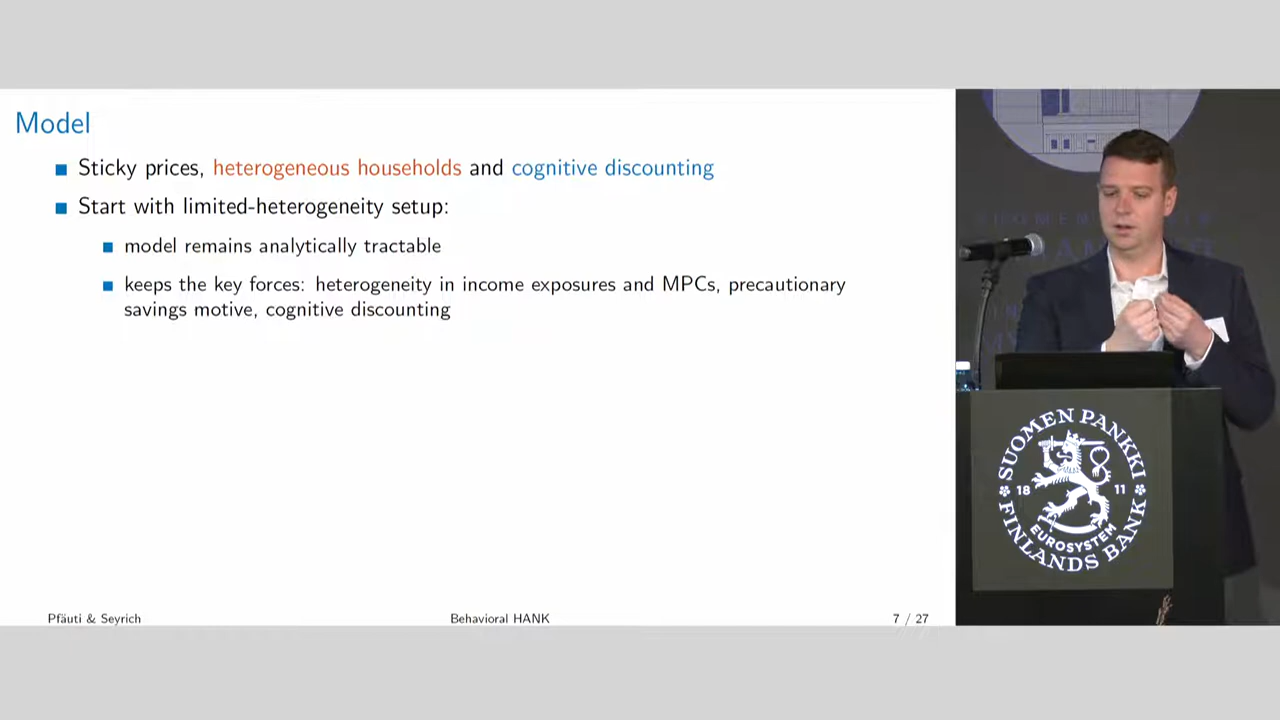 Model
Sticky prices, heterogeneous households and cognitive discounting
Start with limited-heterogeneity setup:
model remains analytically tractable
keeps the key forces: heterogeneity in income exposures and MPCs, precautionary
savings motive, cognitive discounting
Pfäuti & Seyrich
Behavioral HANK
7 / 27
SUOMEN PANKKI
18 11
EUROSYSTEM
FINLANDS BANK